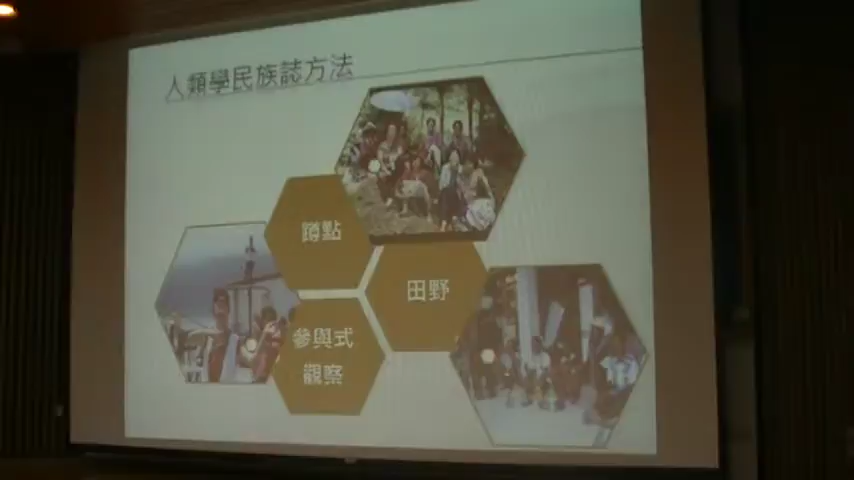 人類學民族誌方法
蹲點
田野
參與式
觀察